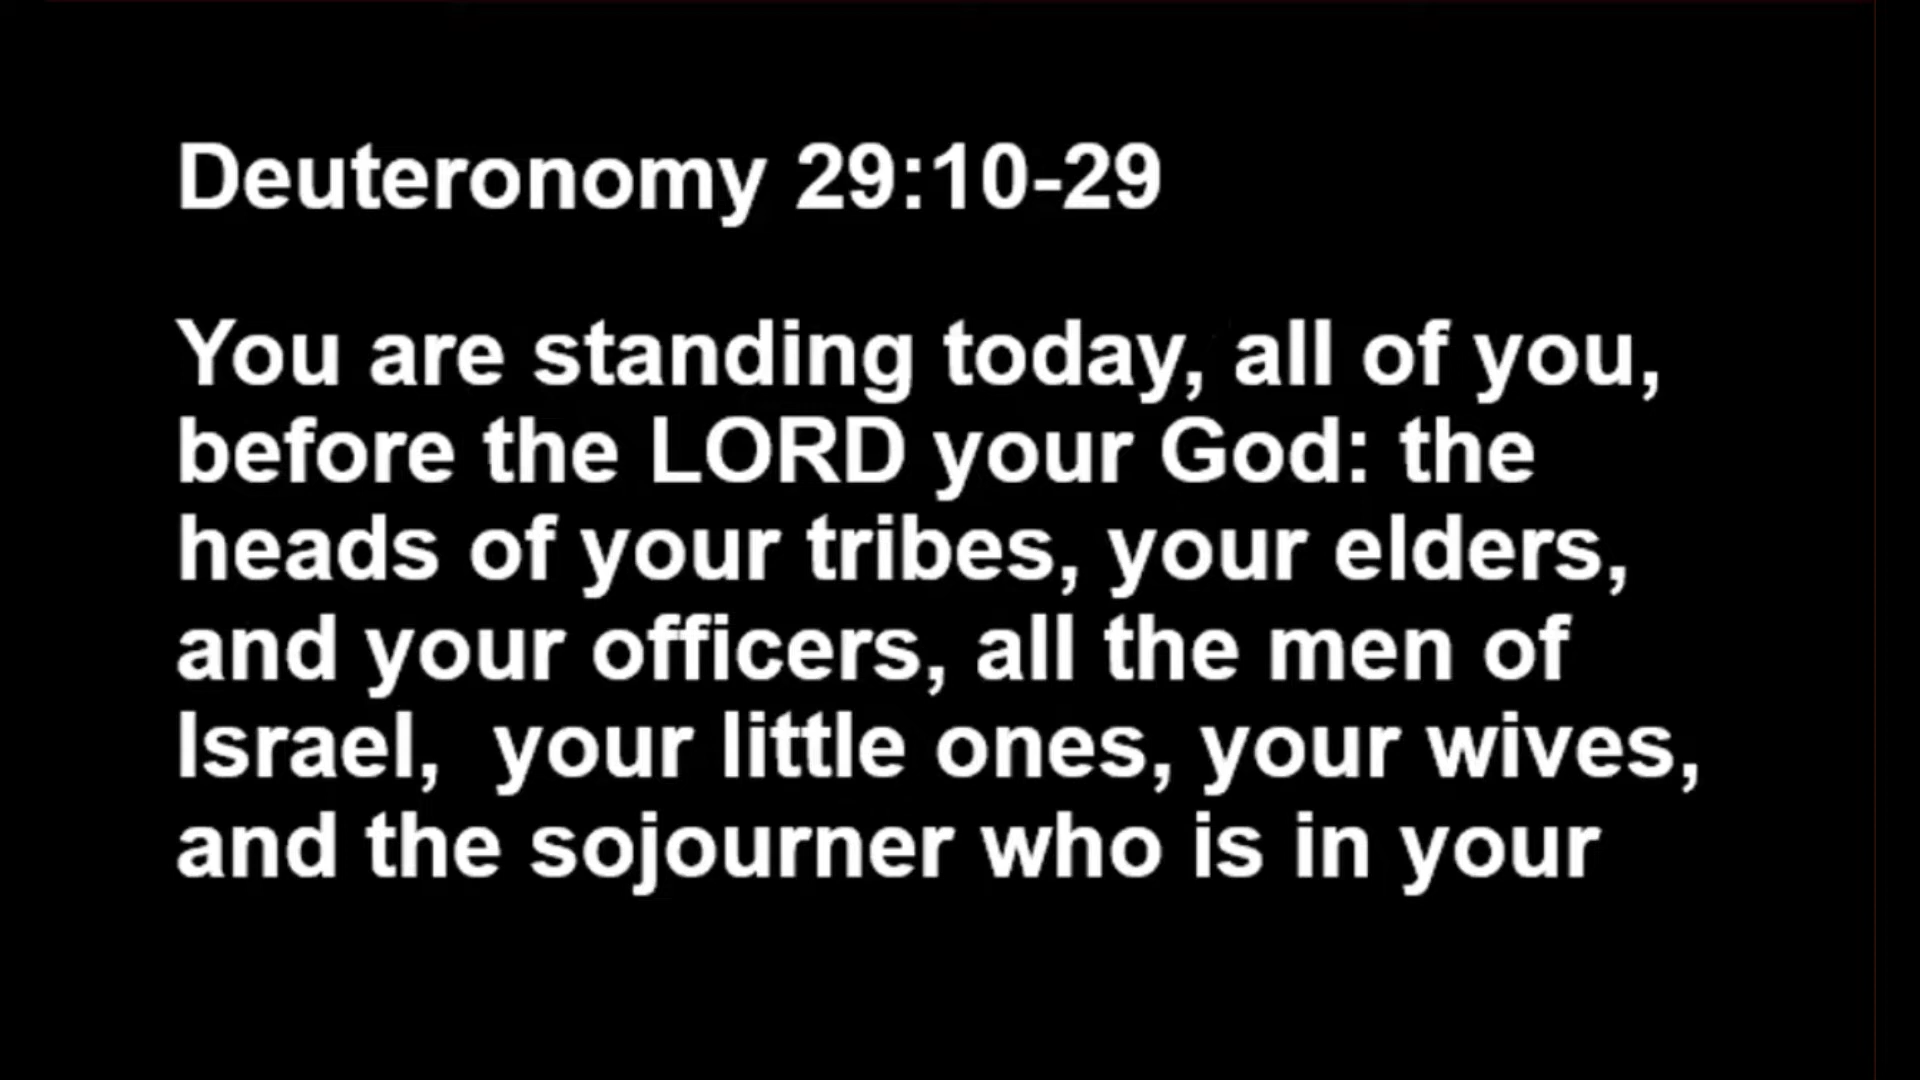 Deuteronomy 29:10-29
You are standing today, all of you,
before the LORD your God: the
heads of your tribes, your elders,
and your officers, all the men of
Israel,  your little ones, your wives,
and the sojourner who is in your